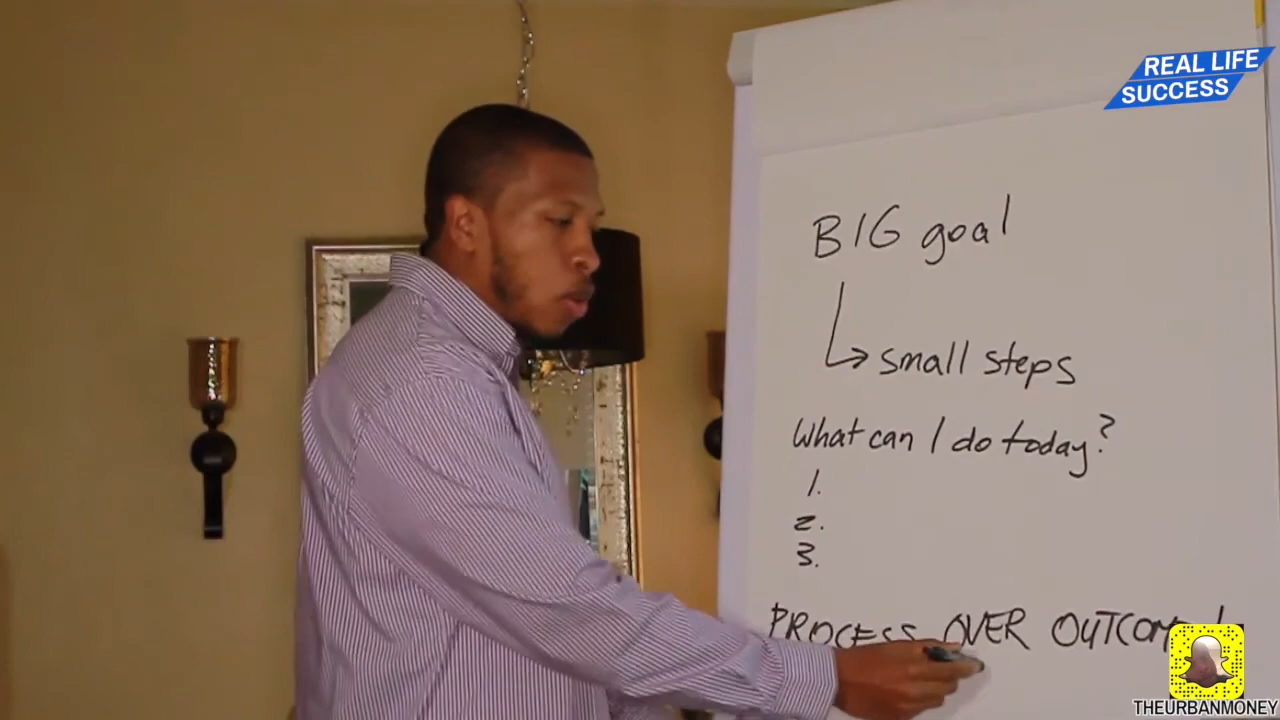 REAL LIFE
SUCCESS
BIG goal
small steps
What can I do today?
1.
2.
3.
PROCESS OVER
THEURBANMONEY